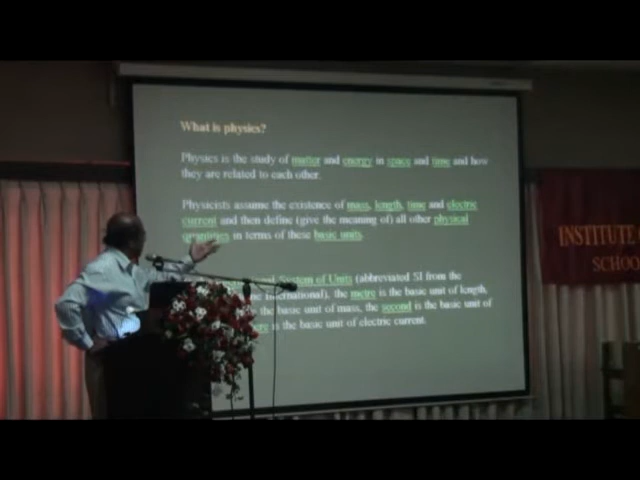 What is physics?
Physics is the study of matter and energy in space and time and how
they are related to each other.
Physicists assume the existence of mass, length, time and electric
current and then define (give the meaning of) all other physical
quantities in terms of these basic units.
System of Units (abbreviated SI from the
International), the metre is the basic unit of length,
the basic unit of mass, the second is the basic unit of
is the basic unit of electric current.
INSTITUTE
SCHOO